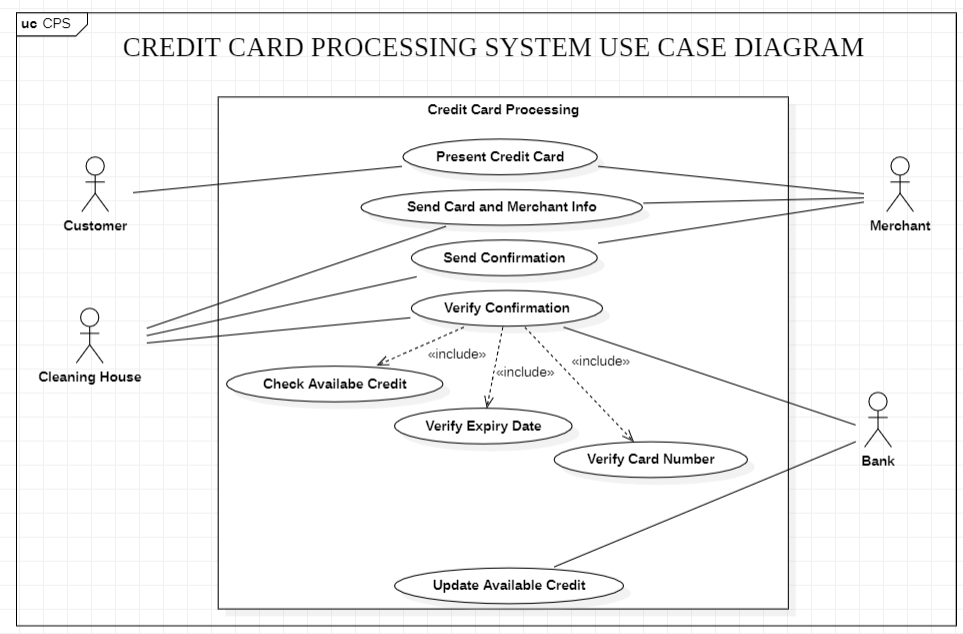 uc CPS
CREDIT CARD PROCESSING SYSTEM USE CASE DIAGRAM
Credit Card Processing
Present Credit Card
Send Card and Merchant Info
Customer
Merchant
Send Confirmation
Verify Confirmation
«include»
«include»
«include»
Cleaning House
Check Availabe Credit
Verify Expiry Date
Verify Card Number
Bank
Update Available Credit